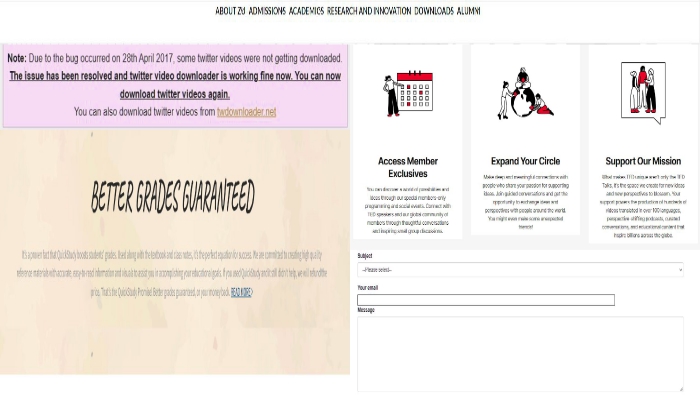 ABOUT ZU ADMISSIONS ACADEMICS RESEARCH AND INNOVATION DOWNLOADS ALUMNI
Note: Due to the bug occurred on 28th April 2017, some twitter videos were not getting downloaded.
The issue has been resolved and twitter video downloader is working fine now. You can now
download twitter videos again.
You can also download twitter videos from twdownloader.net
BETTER GRADES GUARANTEED
It's a proven fact that QuickStudy boosts students' grades. Used along with the textbook and class notes, it's the perfect equation for success. We are committed to creating high quality
reference materials with accurate, easy-to-read information and visuals to assist you in accomplishing your educational goals. If you used QuickStudy and it still didn't help, we will refund the
price. That's the QuickStudy Promise! Better grades guaranteed, or your money back. READ MORE
Access Member
Exclusives
You can discover a world of possibilities and
ideas through our special members-only
programming and social events. Connect with
TED speakers and our global community of
members through thoughtful conversations
and inspiring small group discussions.
Expand Your Circle
Make deep and meaningful connections with
people who share your passion for supporting
ideas. Join guided conversations and get the
opportunity to exchange ideas and
perspectives with people around the world.
You might even make some unexpected
friends!
Support Our Mission
What makes TED unique aren't only the TED
Talks, it's the space we create for new ideas
and new perspectives to blossom. Your
support powers the production of hundreds of
videos translated in over 100 languages,
perspective-shifting podcasts, curated
conversations, and educational content that
inspire billions across the globe.
Subject
--Please select--
Your email
Message